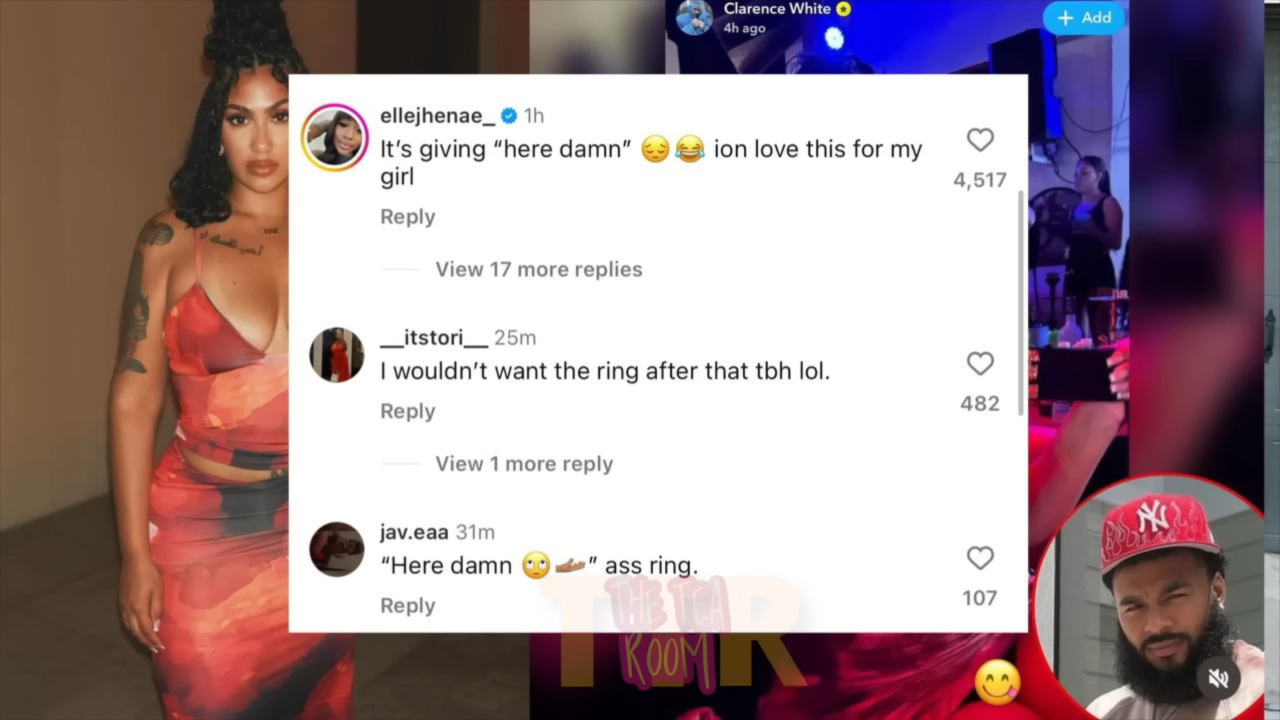 Clarence White
4h ago
+ Add
ellejhenae_ 1h
It's giving “here damn” 😔😂 ion love this for my
girl
4,517
Reply
View 17 more replies
__itstori__ 25m
I wouldn't want the ring after that tbh lol.
482
Reply
View 1 more reply
jav.eaa 31m
“Here damn 🙄🫴🏽” ass ring.
107
Reply
THE TEA
ROOM
NY